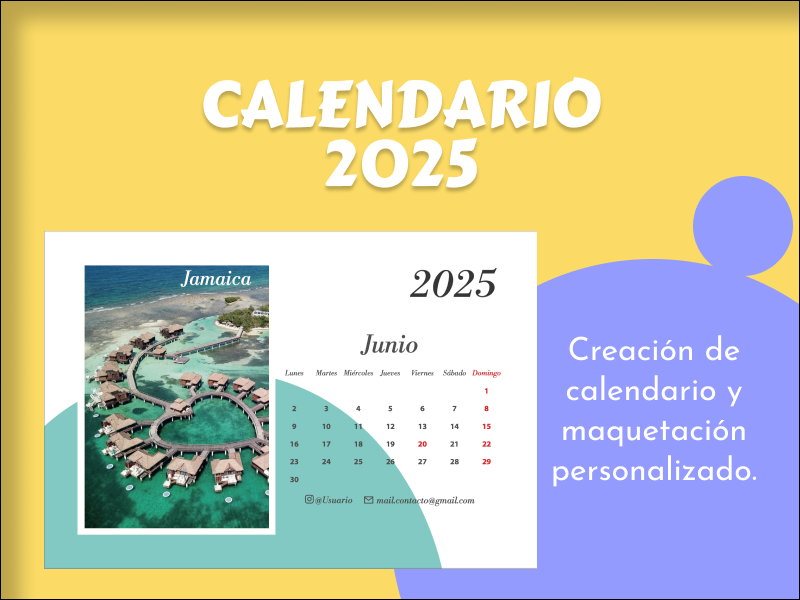 CALENDARIO
2025
Jamaica
2025
Junio
Lunes Martes Miércoles Jueves Viernes Sábado Domingo
1
2 3 4 5 6 7 8
9 10 11 12 13 14 15
16 17 18 19 20 21 22
23 24 25 26 27 28 29
30
@Usuario mail.contacto@gmail.com
Creación de
calendario y
maquetación
personalizado.